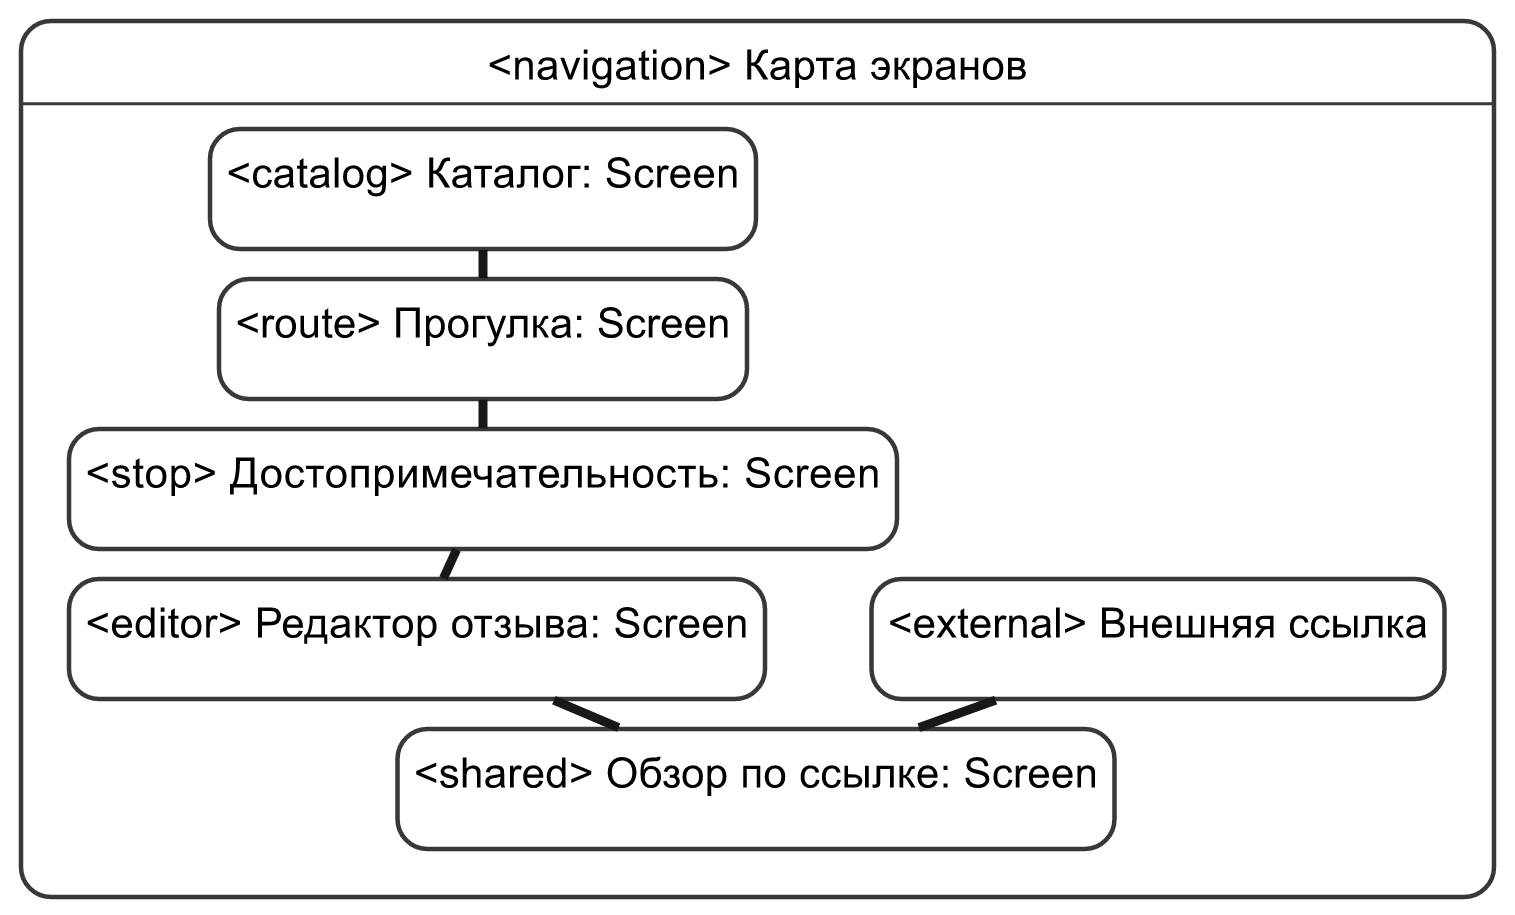 <navigation> Карта экранов
<catalog> Каталог: Screen
<route> Прогулка: Screen
<stop> Достопримечательность: Screen
<editor> Редактор отзыва: Screen
<external> Внешняя ссылка
<shared> Обзор по ссылке: Screen